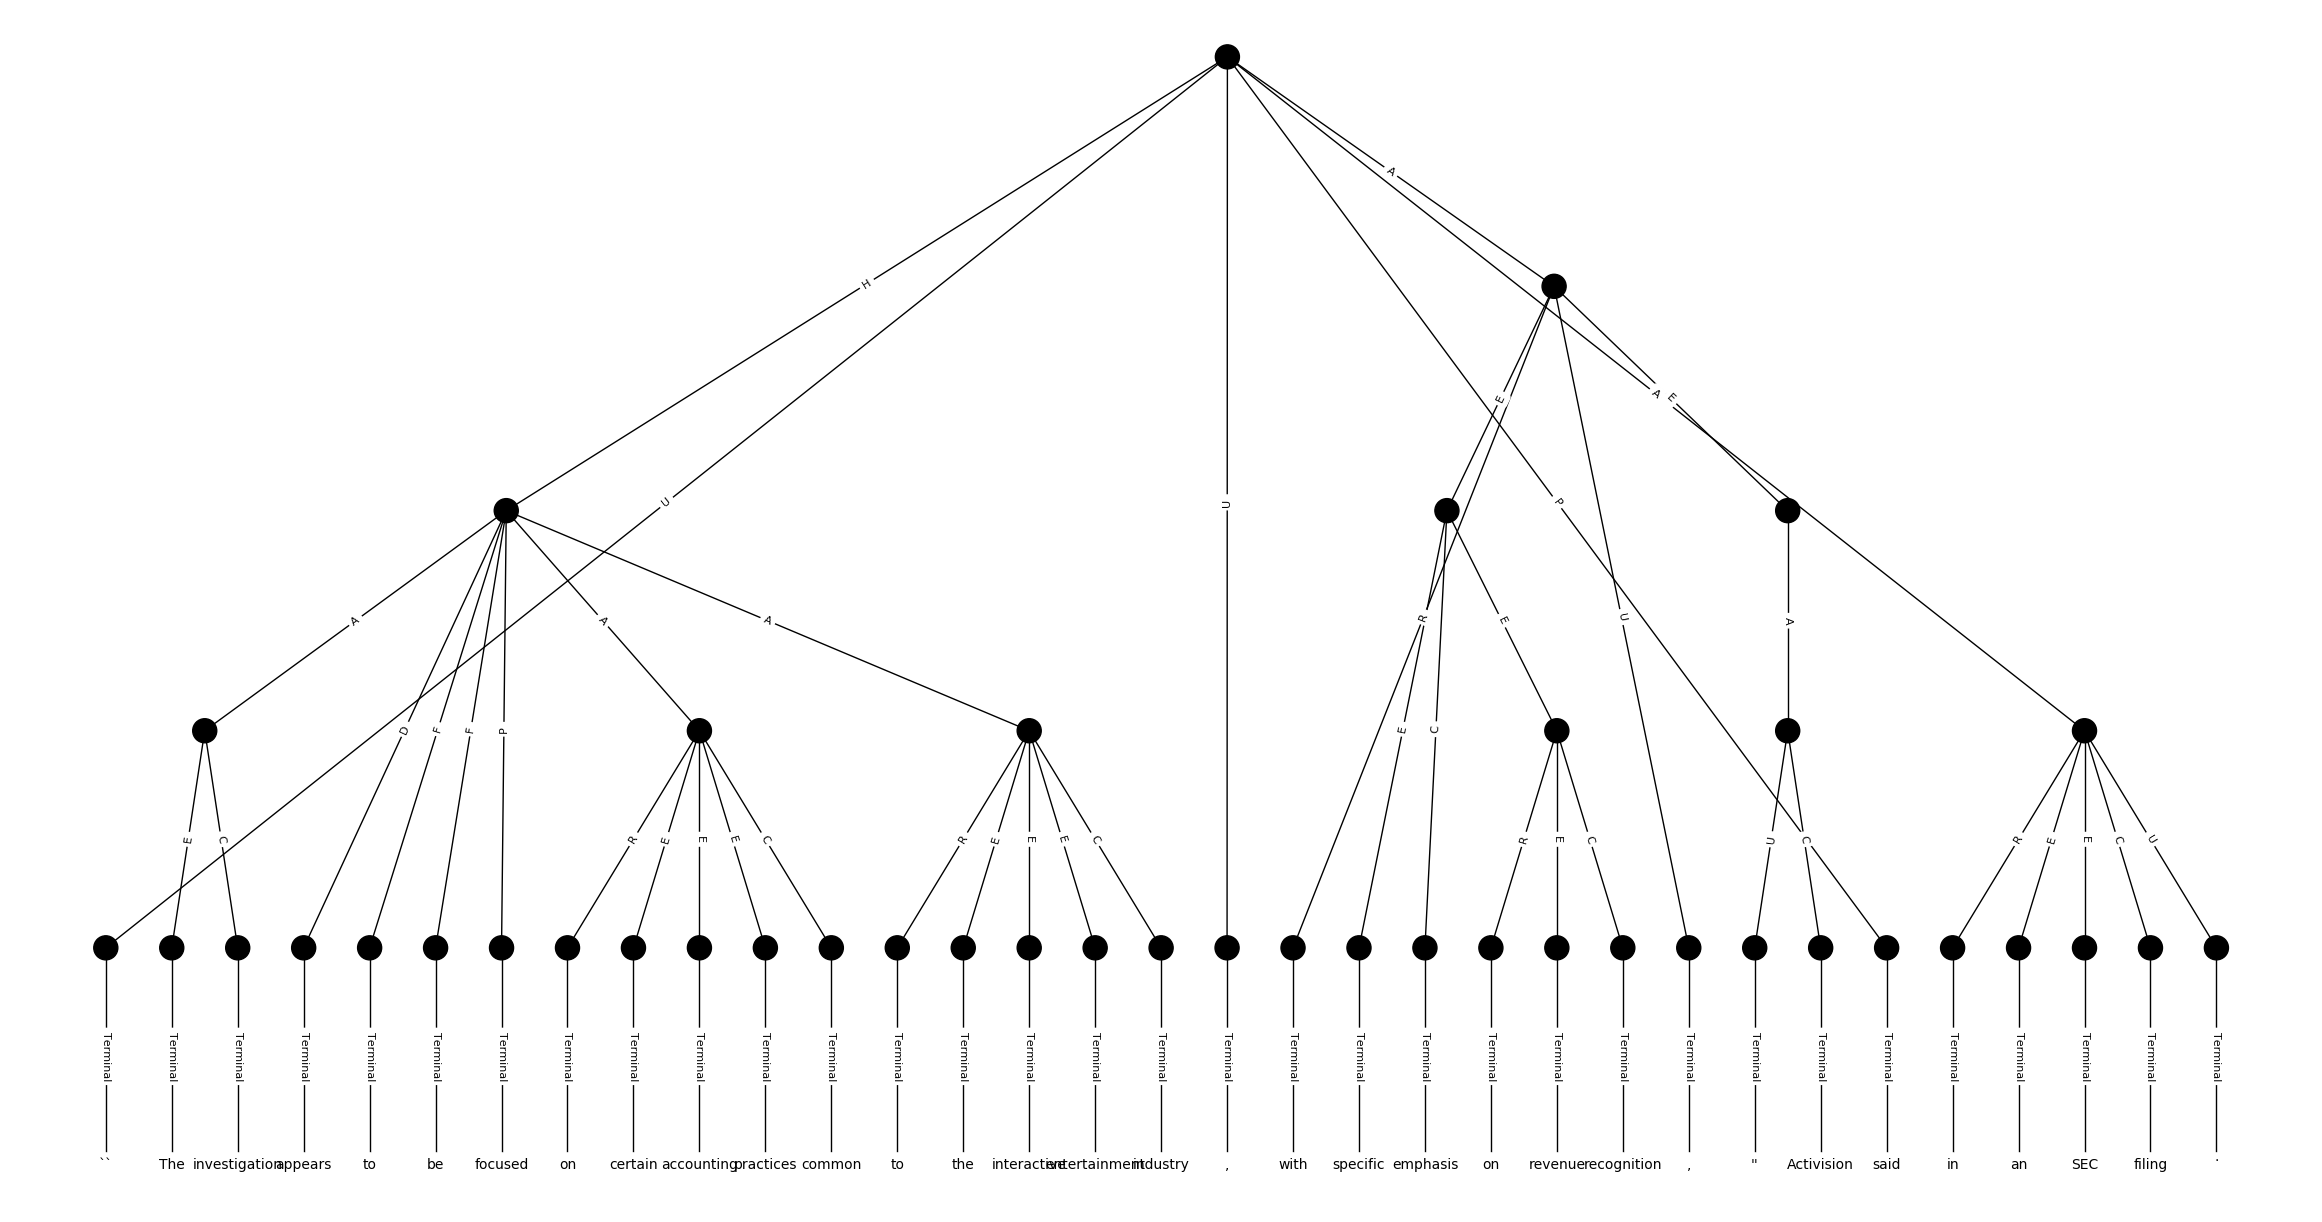 A
H
A E
E
U U P
A A A R E U A
D F F P E C
E C R E E E C R E E E C R E C U C R E E C U
Terminal Terminal Terminal Terminal Terminal Terminal Terminal Terminal Terminal Terminal Terminal Terminal Terminal Terminal Terminal Terminal Terminal Terminal Terminal Terminal Terminal Terminal Terminal Terminal Terminal Terminal Terminal Terminal Terminal Terminal Terminal Terminal Terminal
`` The investigation appears to be focused on certain accounting practices common to the interactive entertainment industry , with specific emphasis on revenue recognition , " Activision said in an SEC filing .